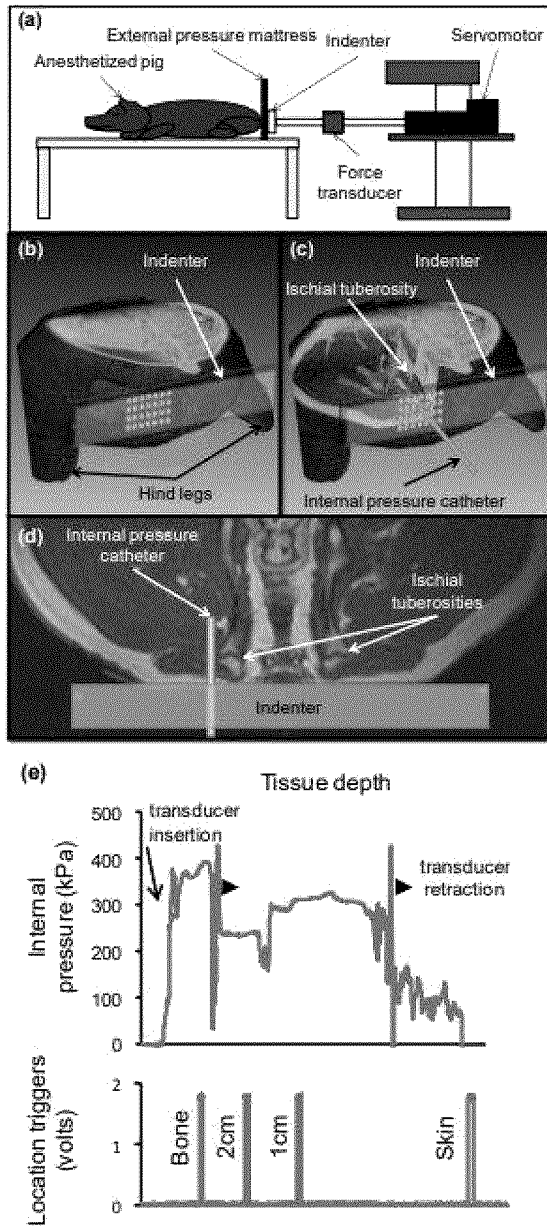 (a)
External pressure mattress
Indenter
Servomotor
Anesthetized pig
Force
transducer
(b)
Indenter
Hind legs
(c)
Indenter
Ischial tuberosity
Internal pressure catheter
(d)
Internal pressure
catheter
Ischial
tuberosities
Indenter
(e)
Tissue depth
transducer
insertion
transducer
retraction
Internal
pressure (kPa)
500
400
300
200
100
0
Location triggers
(volts)
2
1
0
Bone
2cm
1cm
Skin